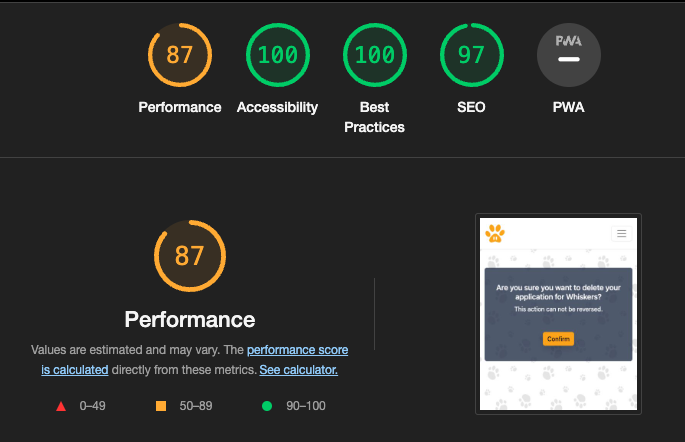 87
100
100
97
PWA
Performance
Accessibility
Best
Practices
SEO
PWA
87
Performance
Values are estimated and may vary. The performance score
is calculated directly from these metrics. See calculator.
0–49
50–89
90–100
Are you sure you want to delete your
application for Whiskers?
This action can not be reversed.
Confirm